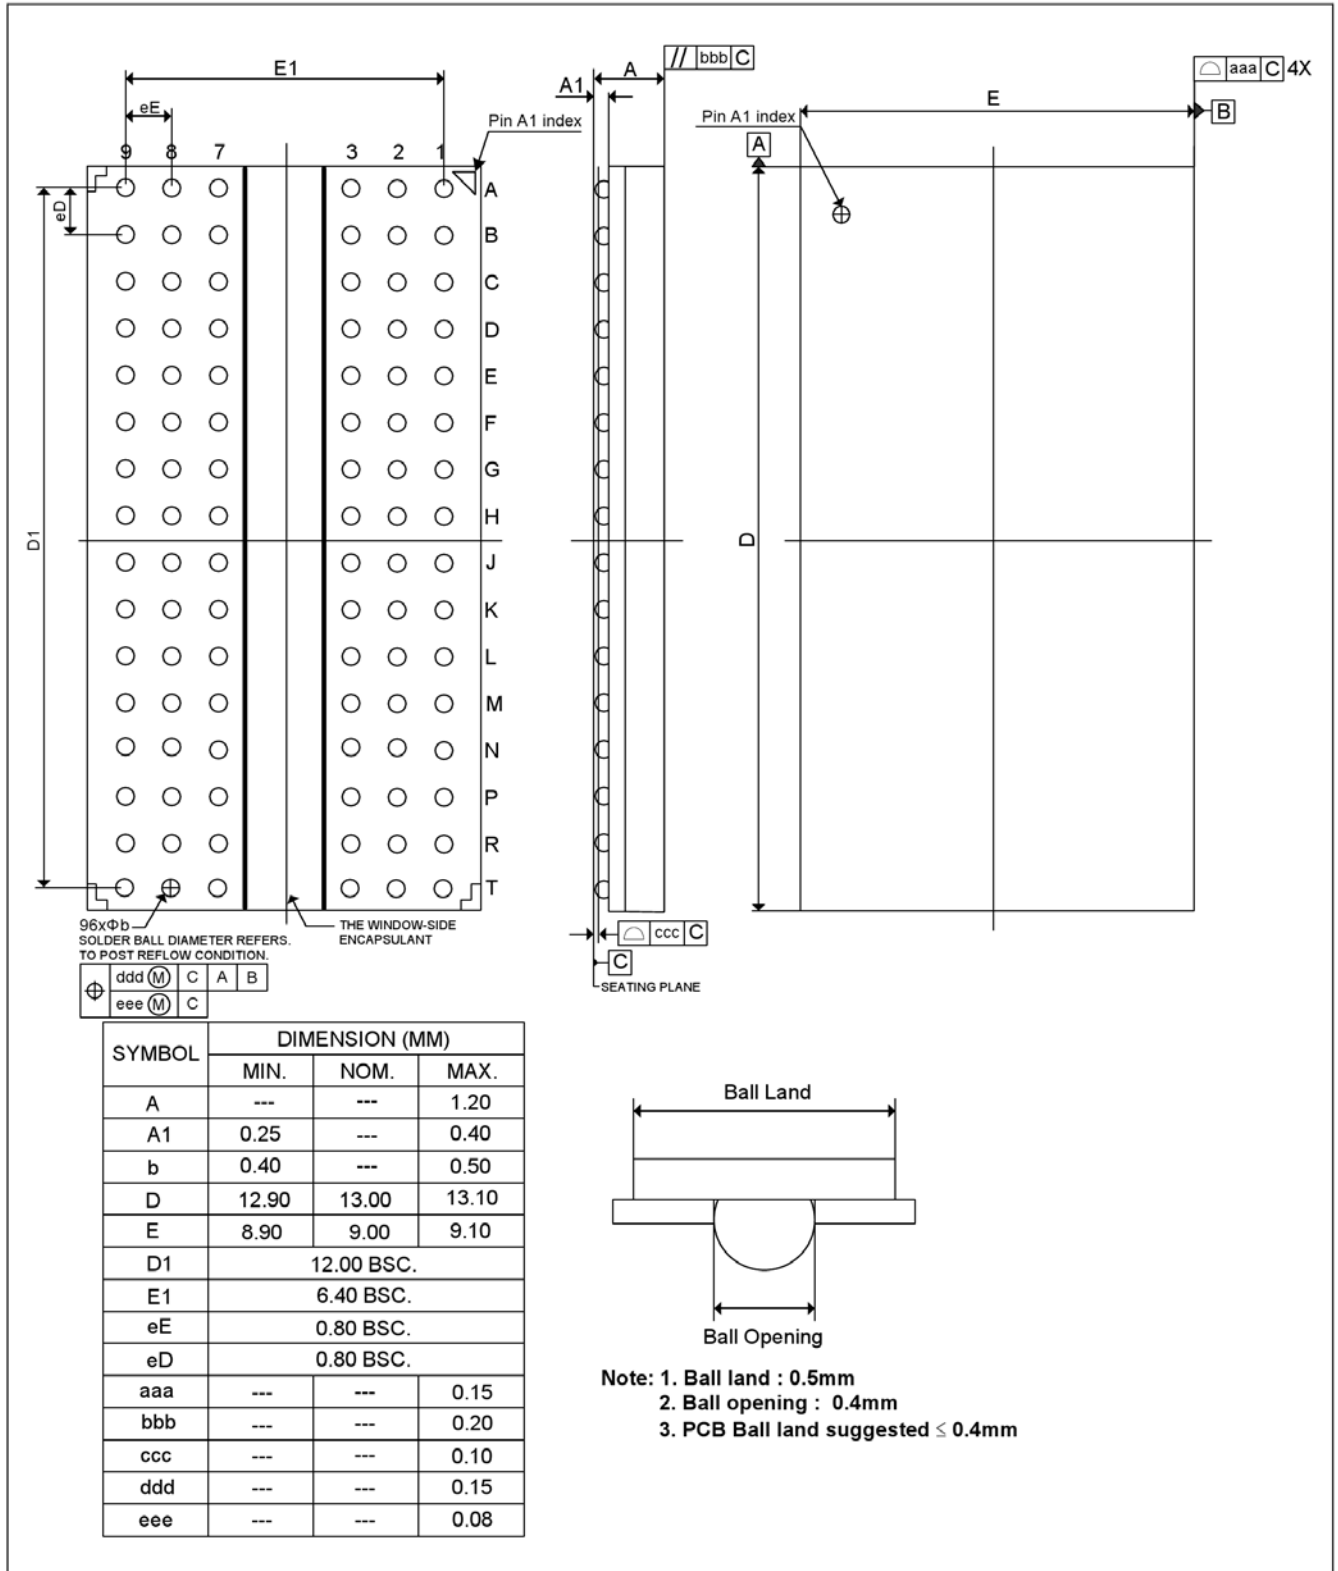 E1
eE
9 8 7 3 2 1
Pin A1 index
A
B
C
D
E
F
G
H
J
K
L
M
N
P
R
T
eD
D1
96xΦb
SOLDER BALL DIAMETER REFERS.
TO POST REFLOW CONDITION.
THE WINDOW-SIDE
ENCAPSULANT
⌖ ddd Ⓜ C A B
eee Ⓜ C
A
A1
// bbb C
⌓ ccc C
C
SEATING PLANE
⌓ aaa C 4X
E
B
Pin A1 index
A
D
SYMBOL DIMENSION (MM)
MIN. NOM. MAX.
A --- --- 1.20
A1 0.25 --- 0.40
b 0.40 --- 0.50
D 12.90 13.00 13.10
E 8.90 9.00 9.10
D1 12.00 BSC.
E1 6.40 BSC.
eE 0.80 BSC.
eD 0.80 BSC.
aaa --- --- 0.15
bbb --- --- 0.20
ccc --- --- 0.10
ddd --- --- 0.15
eee --- --- 0.08
Ball Land
Ball Opening
Note: 1. Ball land : 0.5mm
2. Ball opening : 0.4mm
3. PCB Ball land suggested ≤ 0.4mm